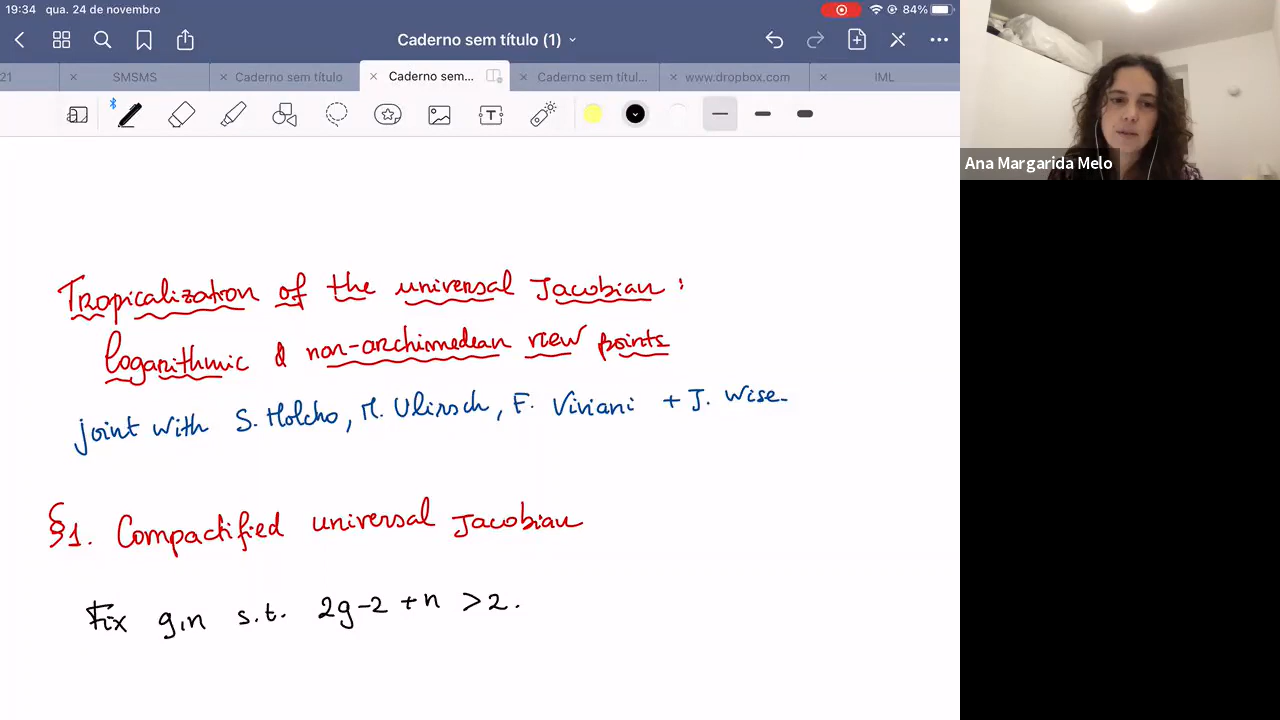 19:34 qua. 24 de novembro
84%
Caderno sem título (1)
21
SMSMS
Caderno sem título
Caderno sem...
Caderno sem títul...
www.dropbox.com
IML
Ana Margarida Melo
Tropicalization of the universal Jacobian:
logarithmic & non-archimedean view points
joint with S. Molcho, M. Ulirsch, F. Viviani + J. Wise
§1. Compactified universal Jacobian
Fix g,n s.t. 2g-2+n >2.